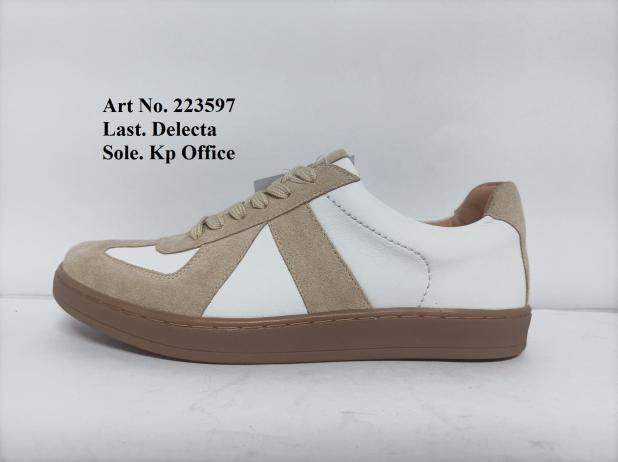 Art No. 223597
Last. Delecta
Sole. Kp Office